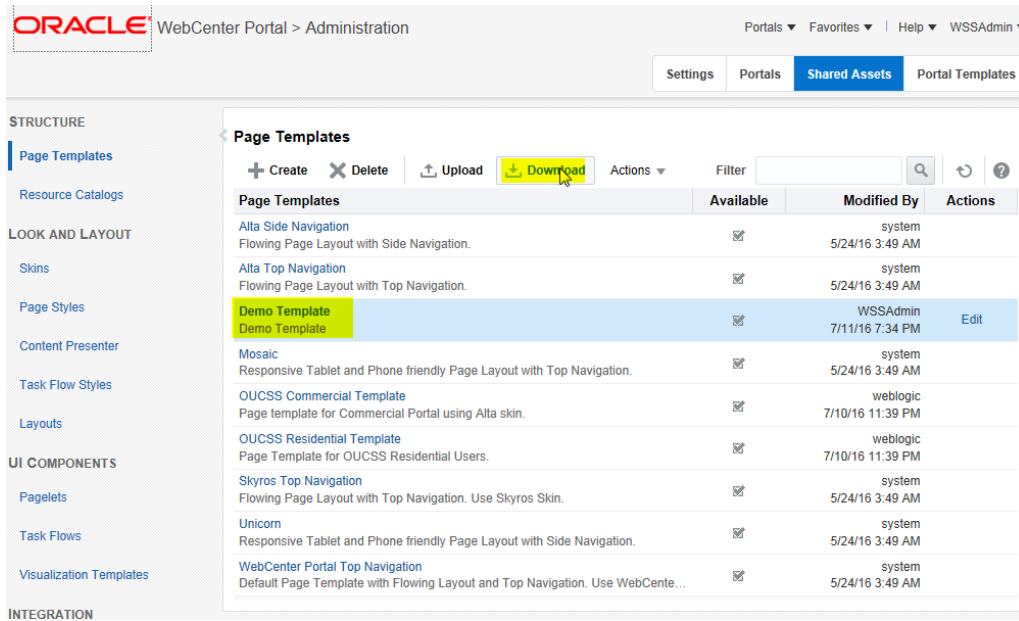 ORACLE WebCenter Portal > Administration Portals Favorites Help WSSAdmin
Settings Portals Shared Assets Portal Templates
STRUCTURE
Page Templates
Resource Catalogs
LOOK AND LAYOUT
Skins
Page Styles
Content Presenter
Task Flow Styles
Layouts
UI COMPONENTS
Pagelets
Task Flows
Visualization Templates
INTEGRATION
Page Templates
Create Delete Upload Download Actions Filter
Page Templates Available Modified By Actions
Alta Side Navigation system
Flowing Page Layout with Side Navigation. 5/24/16 3:49 AM
Alta Top Navigation system
Flowing Page Layout with Top Navigation. 5/24/16 3:49 AM
Demo Template WSSAdmin
Demo Template 7/11/16 7:34 PM Edit
Mosaic system
Responsive Tablet and Phone friendly Page Layout with Top Navigation. 5/24/16 3:49 AM
OUCSS Commercial Template weblogic
Page template for Commercial Portal using Alta skin. 7/10/16 11:39 PM
OUCSS Residential Template weblogic
Page Template for OUCSS Residential Users. 7/10/16 11:39 PM
Skyros Top Navigation system
Flowing Page Layout with Top Navigation. Use Skyros Skin. 5/24/16 3:49 AM
Unicorn system
Responsive Tablet and Phone friendly Page Layout with Side Navigation. 5/24/16 3:49 AM
WebCenter Portal Top Navigation system
Default Page Template with Flowing Layout and Top Navigation. Use WebCente... 5/24/16 3:49 AM